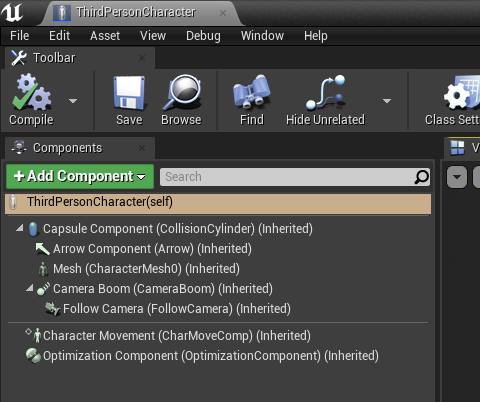 ThirdPersonCharacter
File Edit Asset View Debug Window Help
Toolbar
Compile Save Browse Find Hide Unrelated Class Sett
Components
+Add Component Search
ThirdPersonCharacter(self)
Capsule Component (CollisionCylinder) (Inherited)
Arrow Component (Arrow) (Inherited)
Mesh (CharacterMesh0) (Inherited)
Camera Boom (CameraBoom) (Inherited)
Follow Camera (FollowCamera) (Inherited)
Character Movement (CharMoveComp) (Inherited)
Optimization Component (OptimizationComponent) (Inherited)